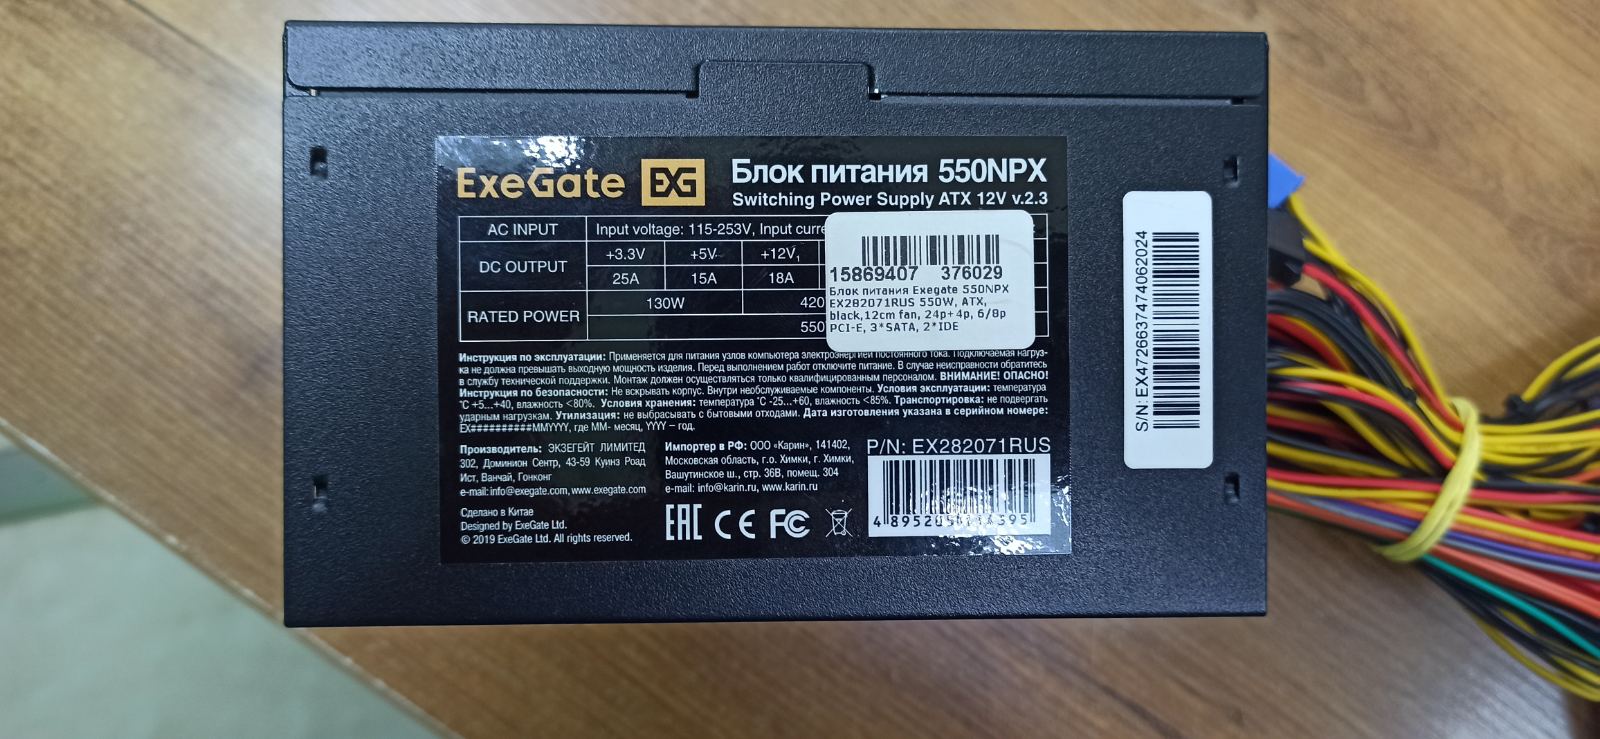 ExeGate EXG
Блок питания 550NPX
Switching Power Supply ATX 12V v.2.3
AC INPUT Input voltage: 115-253V, Input curre
DC OUTPUT +3.3V +5V +12V₁
25A 15A 18A
RATED POWER 130W 420
550
15869407 376029
Блок питания Exegate 550NPX
EX282071RUS 550W, ATX,
black,12cm fan, 24p+4p, 6/8p
PCI-E, 3*SATA, 2*IDE
Инструкция по эксплуатации: Применяется для питания узлов компьютера электроэнергией постоянного тока. Подключаемая нагруз-
ка не должна превышать выходную мощность изделия. Перед выполнением работ отключите питание. В случае неисправности обратитесь
в службу технической поддержки. Монтаж должен осуществляться только квалифицированным персоналом. ВНИМАНИЕ! ОПАСНО!
Инструкция по безопасности: Не вскрывать корпус. Внутри необслуживаемые компоненты. Условия эксплуатации: температура
°C +5...+40, влажность <80%. Условия хранения: температура °C -25...+60, влажность <85%. Транспортировка: не подвергать
ударным нагрузкам. Утилизация: не выбрасывать с бытовыми отходами. Дата изготовления указана в серийном номере:
EX##########MMYYYY, где MM- месяц, YYYY – год.
Производитель: ЭКЗЕГЕЙТ ЛИМИТЕД
302, Доминион Сентр, 43-59 Куинз Роад
Ист, Ванчай, Гонконг
e-mail: info@exegate.com, www.exegate.com
Сделано в Китае
Designed by ExeGate Ltd.
© 2019 ExeGate Ltd. All rights reserved.
Импортер в РФ: ООО «Карин», 141402,
Московская область, г.о. Химки, г. Химки,
Вашутинское ш., стр. 36В, помещ. 304
e-mail: info@karin.ru, www.karin.ru
EAC CE FC
P/N: EX282071RUS
S/N: EX4726637474062024